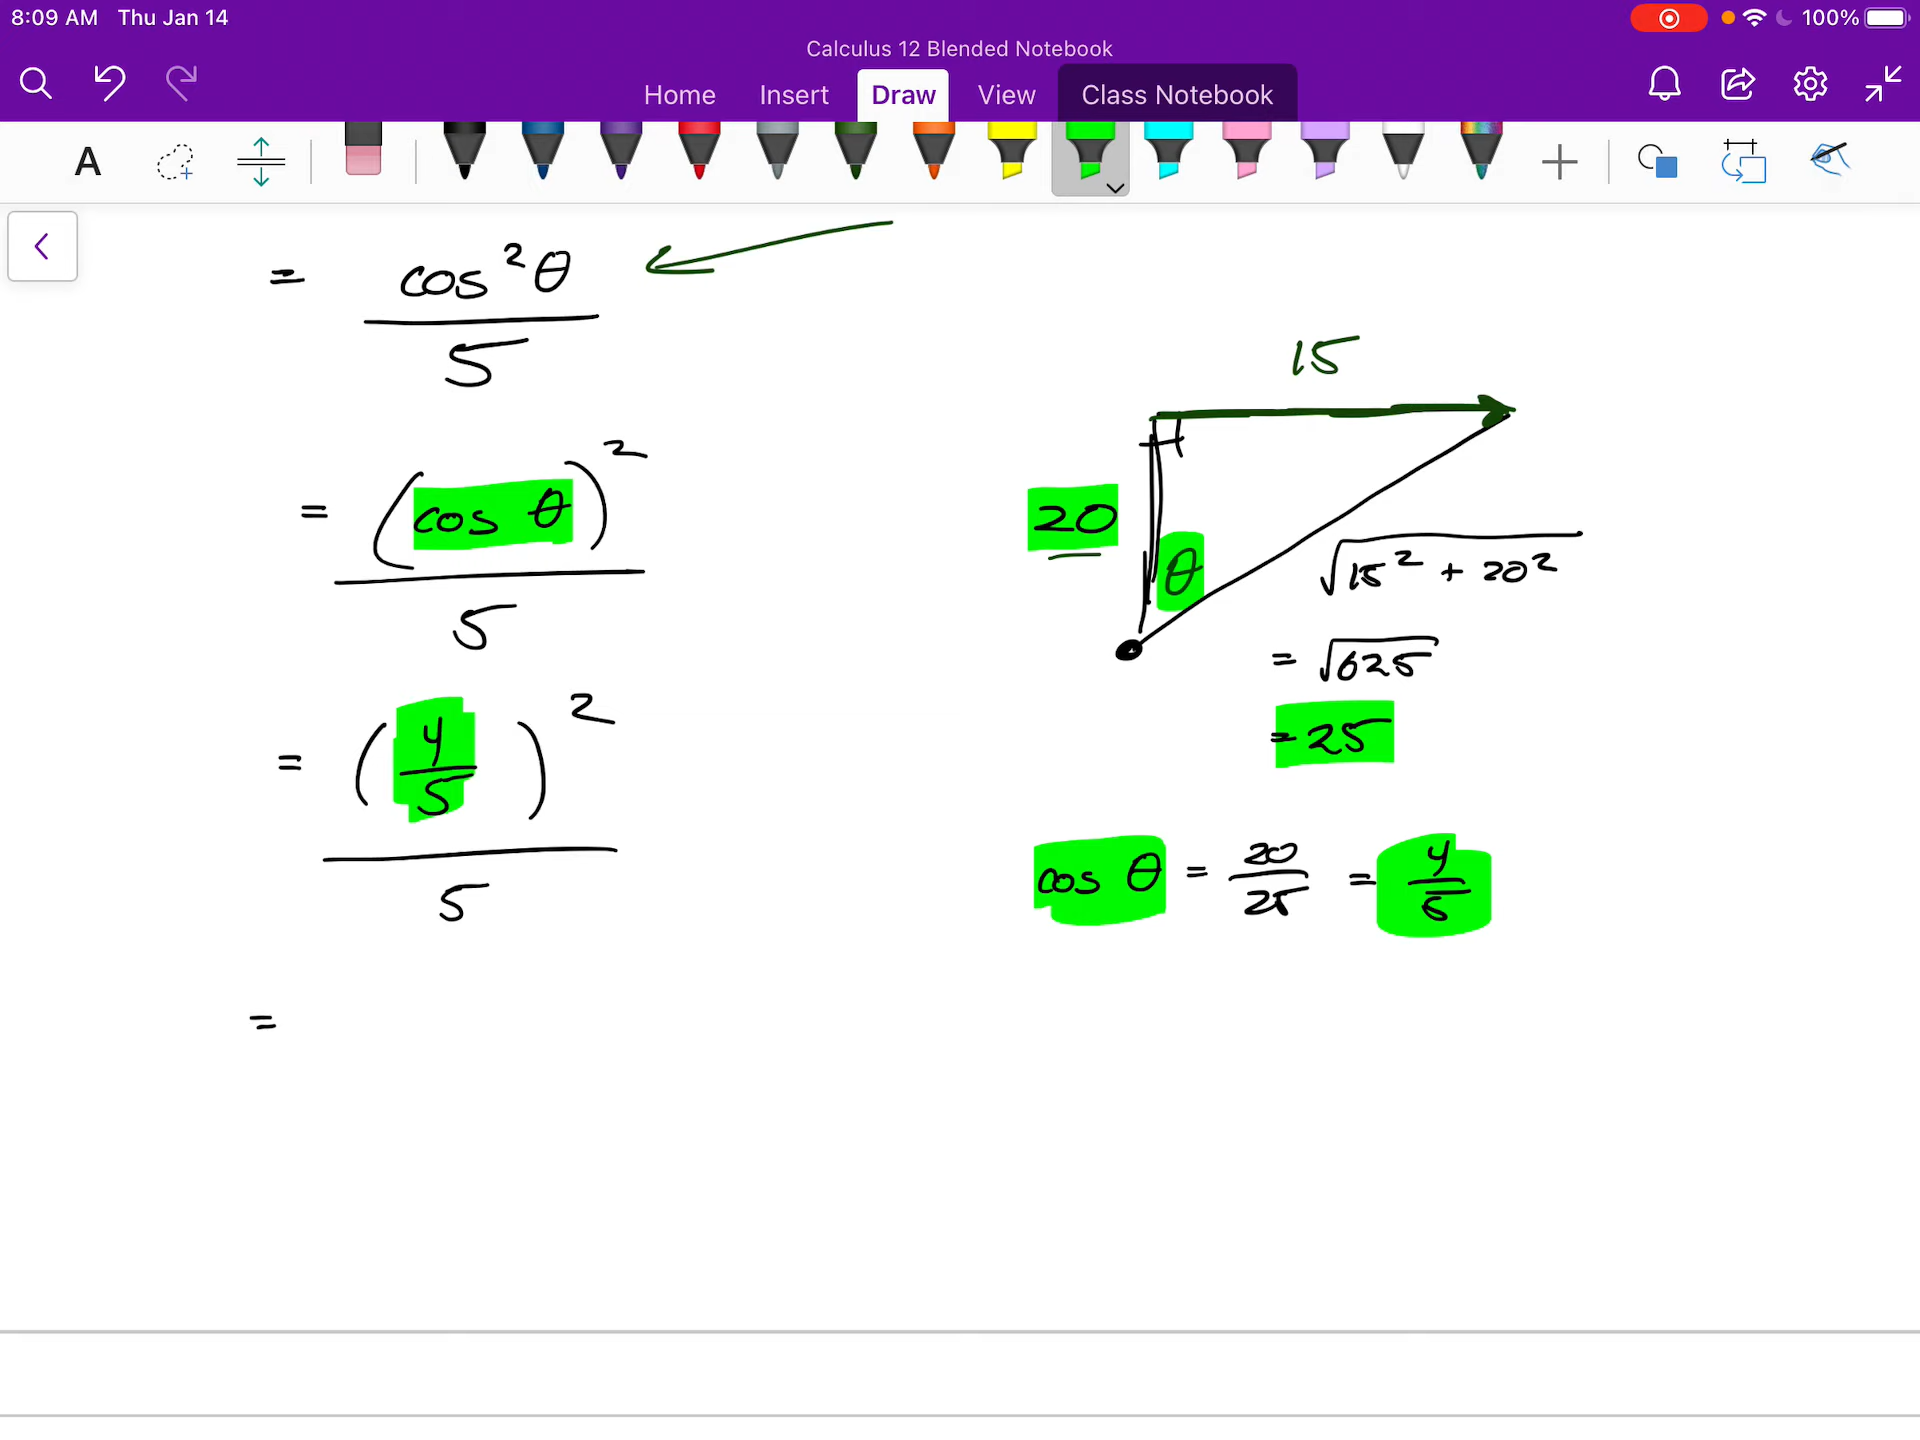 8:09 AM Thu Jan 14
100%
Calculus 12 Blended Notebook
Home Insert Draw View Class Notebook
A
= cos²θ
5
15
= (cos θ)²
5
20
θ
√15² + 20²
= √625
= 25
= (4/5)²
5
cos θ = 20/25 = 4/5
=